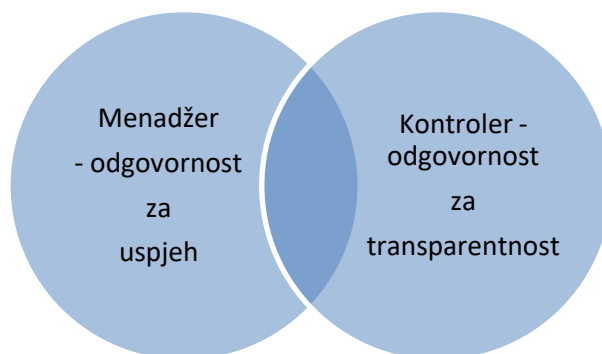 Menadžer
- odgovornost
za
uspjeh
Kontroler -
odgovornost
za
transparentnost